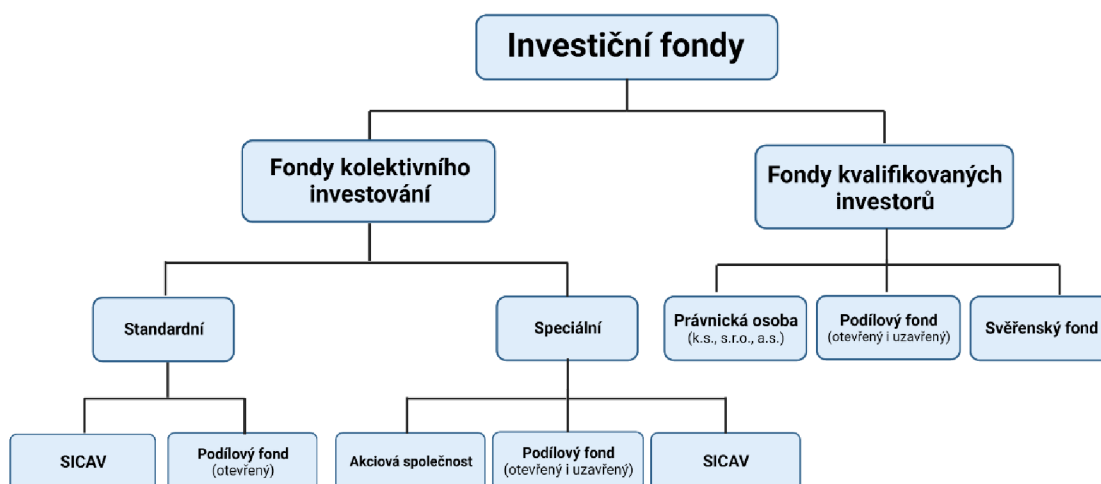 Investiční fondy
Fondy kolektivního
investování
Fondy kvalifikovaných
investorů
Standardní
Speciální
Právnická osoba
(k.s., s.r.o., a.s.)
Podílový fond
(otevřený i uzavřený)
Svěřenský fond
SICAV
Podílový fond
(otevřený)
Akciová společnost
Podílový fond
(otevřený i uzavřený)
SICAV